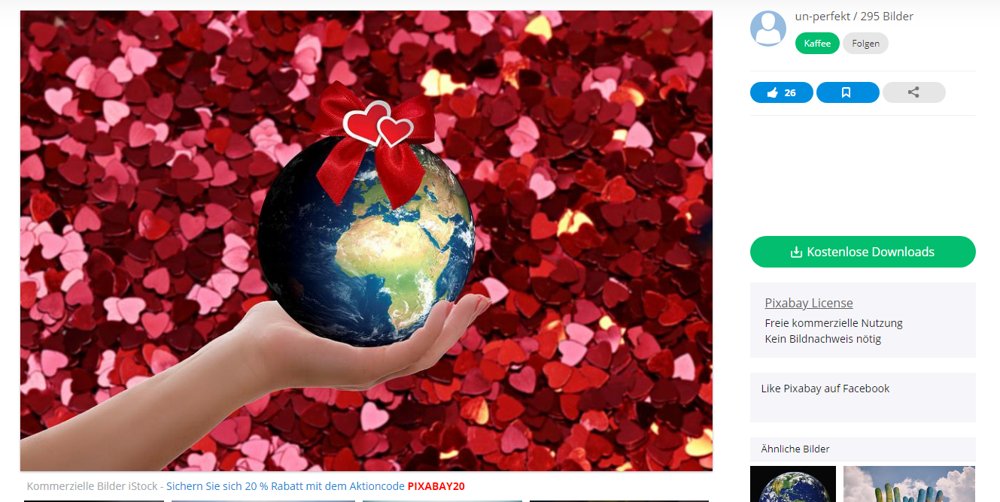 un-perfekt / 295 Bilder
Kaffee
Folgen
26
Kostenlose Downloads
Pixabay License
Freie kommerzielle Nutzung
Kein Bildnachweis nötig
Like Pixabay auf Facebook
Ähnliche Bilder
Kommerzielle Bilder iStock - Sichern Sie sich 20 % Rabatt mit dem Aktioncode PIXABAY20